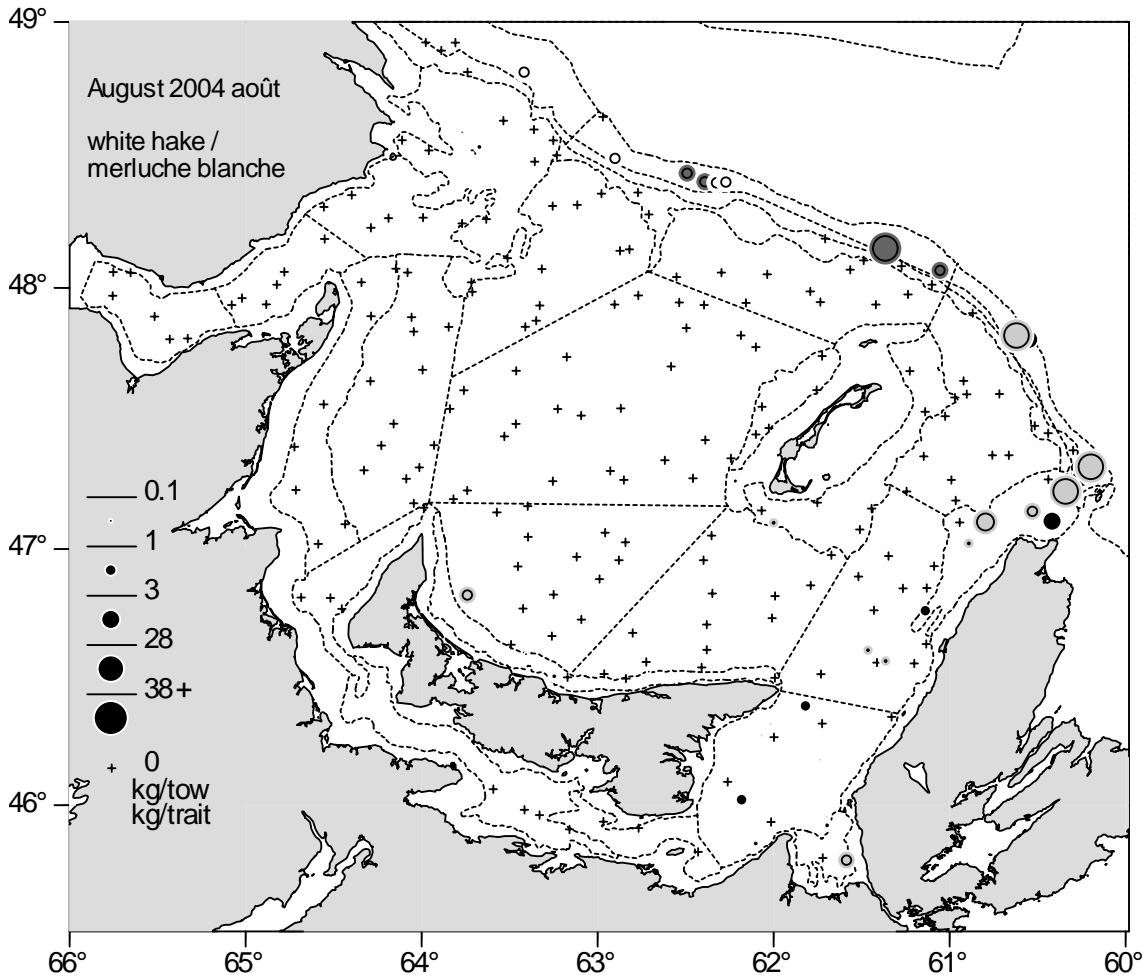 49°
August 2004 août
white hake /
merluche blanche
48°
0.1
1
47°
3
28
38+
0
kg/tow
kg/trait
46°
66° 65° 64° 63° 62° 61° 60°